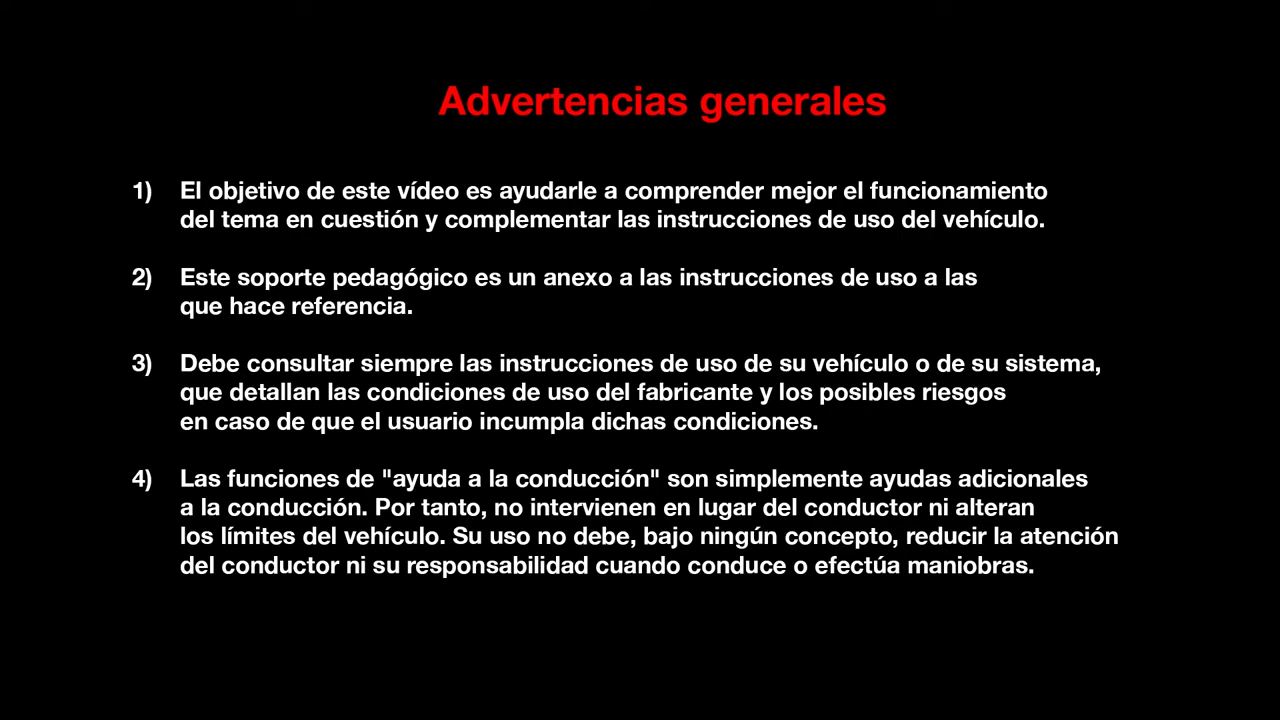 Advertencias generales
1) El objetivo de este vídeo es ayudarle a comprender mejor el funcionamiento
del tema en cuestión y complementar las instrucciones de uso del vehículo.
2) Este soporte pedagógico es un anexo a las instrucciones de uso a las
que hace referencia.
3) Debe consultar siempre las instrucciones de uso de su vehículo o de su sistema,
que detallan las condiciones de uso del fabricante y los posibles riesgos
en caso de que el usuario incumpla dichas condiciones.
4) Las funciones de "ayuda a la conducción" son simplemente ayudas adicionales
a la conducción. Por tanto, no intervienen en lugar del conductor ni alteran
los límites del vehículo. Su uso no debe, bajo ningún concepto, reducir la atención
del conductor ni su responsabilidad cuando conduce o efectúa maniobras.